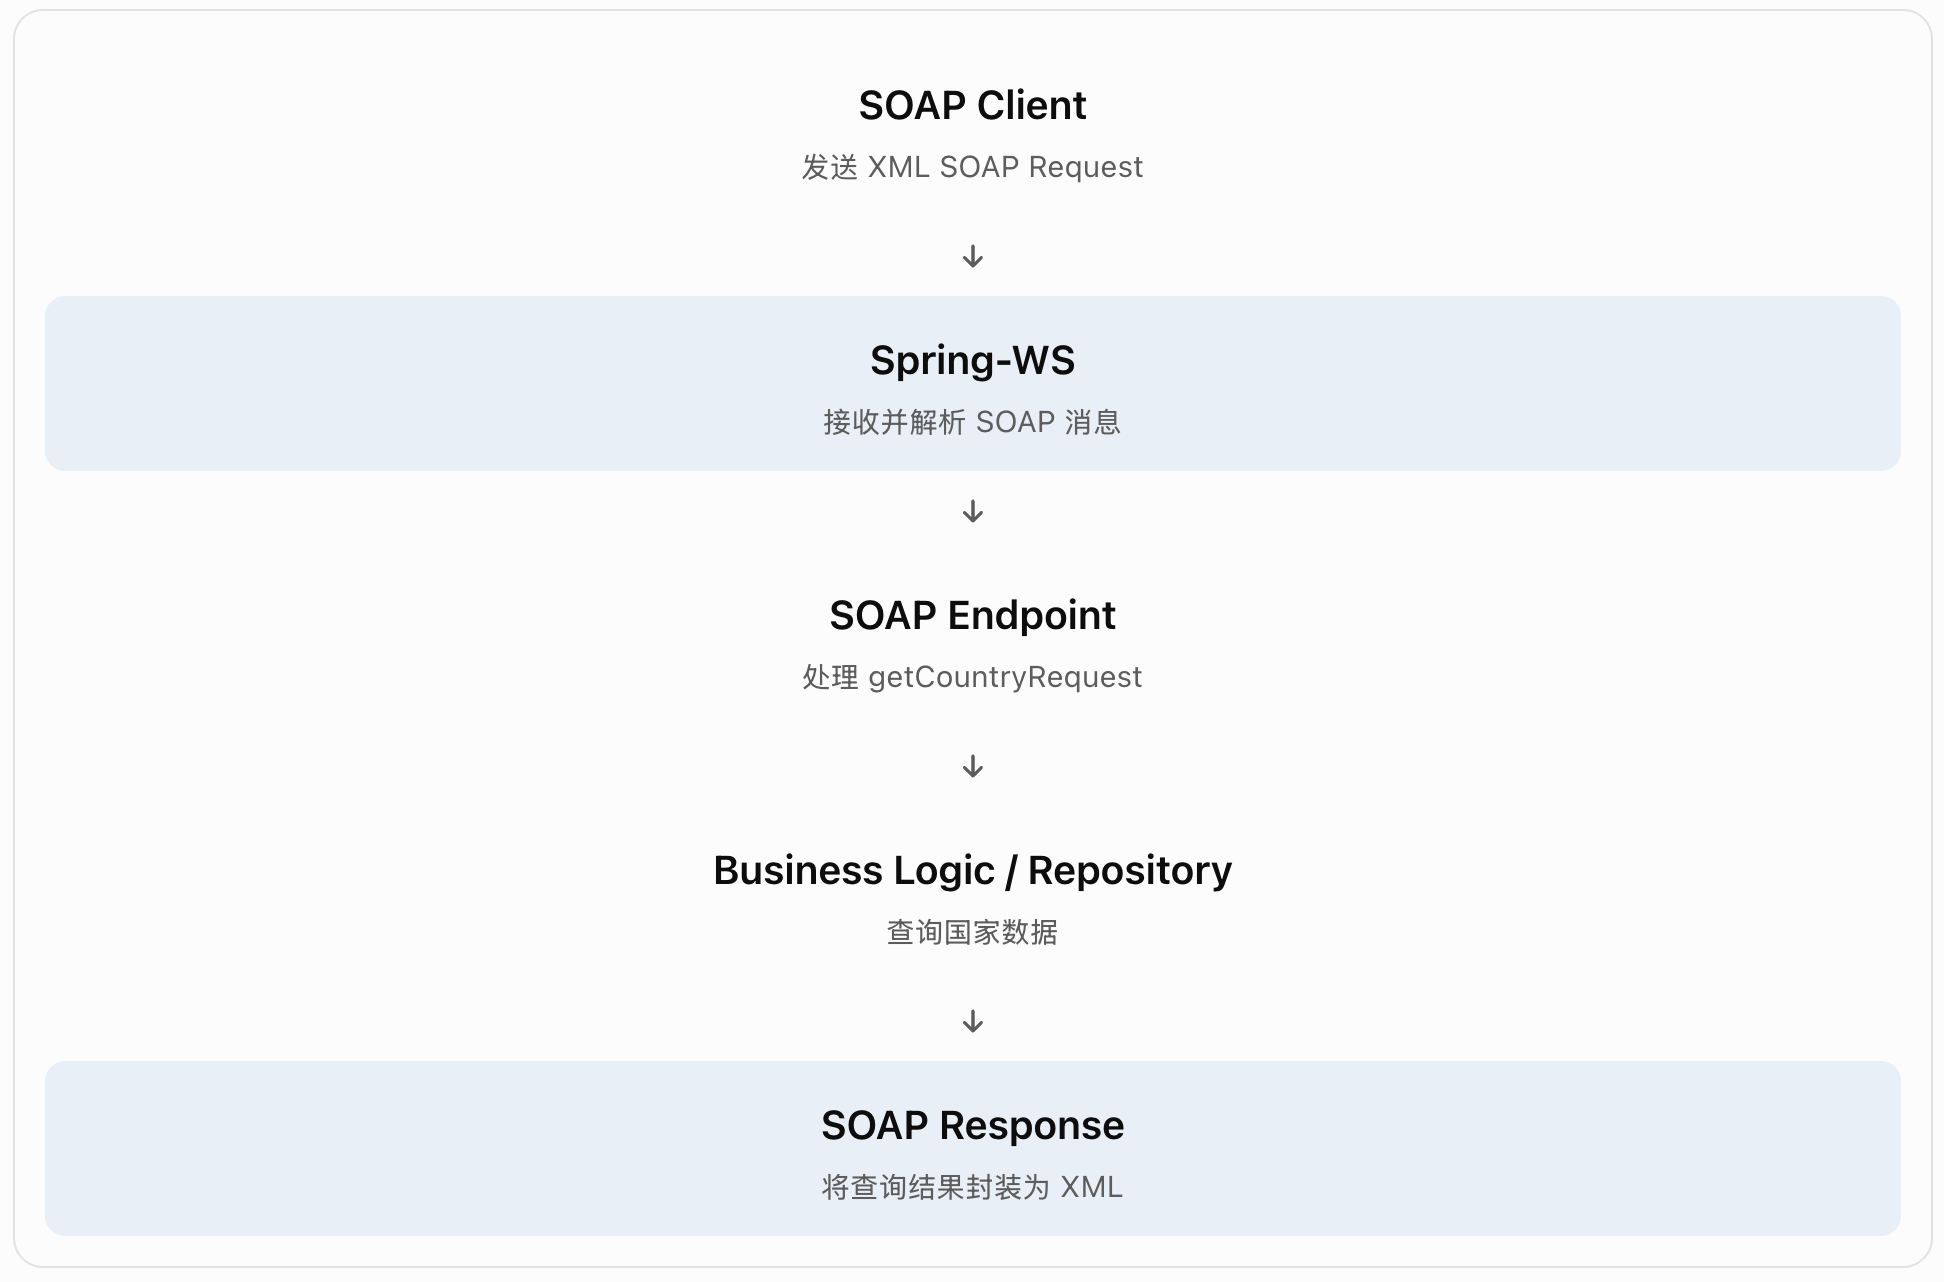 SOAP Client
发送 XML SOAP Request
↓
Spring-WS
接收并解析 SOAP 消息
↓
SOAP Endpoint
处理 getCountryRequest
↓
Business Logic / Repository
查询国家数据
↓
SOAP Response
将查询结果封装为 XML